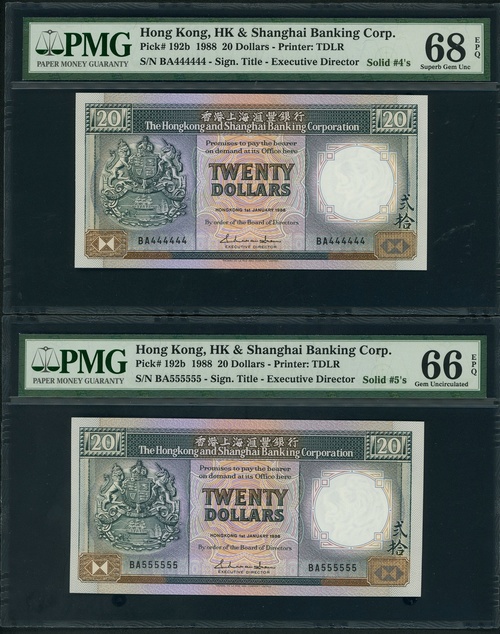 PMG
PAPER MONEY GUARANTY
Hong Kong, HK & Shanghai Banking Corp.
Pick# 192b 1988 20 Dollars - Printer: TDLR
S/N BA444444 - Sign. Title - Executive Director Solid #4's
68 EPQ
Superb Gem Unc
20 香港上海滙豐銀行 20
The Hongkong and Shanghai Banking Corporation
Promises to pay the bearer
on demand at its Office here
TWENTY
DOLLARS
HONGKONG 1st JANUARY 1988
By order of the Board of Directors
BA444444 BA444444
EXECUTIVE DIRECTOR
貳拾
PMG
PAPER MONEY GUARANTY
Hong Kong, HK & Shanghai Banking Corp.
Pick# 192b 1988 20 Dollars - Printer: TDLR
S/N BA555555 - Sign. Title - Executive Director Solid #5's
66 EPQ
Gem Uncirculated
20 香港上海滙豐銀行 20
The Hongkong and Shanghai Banking Corporation
Promises to pay the bearer
on demand at its Office here
TWENTY
DOLLARS
HONGKONG 1st JANUARY 1988
By order of the Board of Directors
BA555555 BA555555
EXECUTIVE DIRECTOR
貳拾